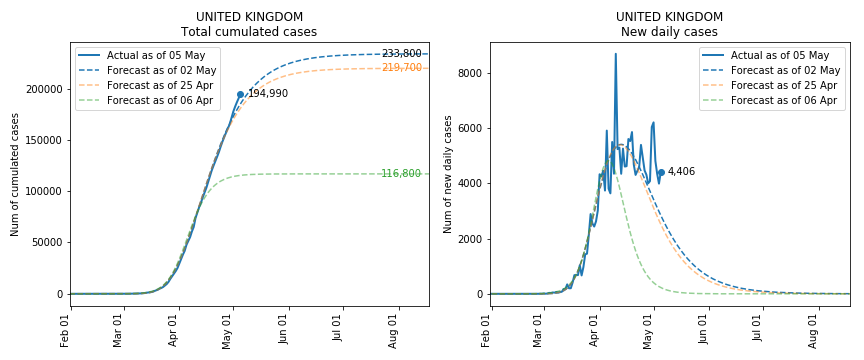 UNITED KINGDOM
Total cumulated cases
Num of cumulated cases
200000
150000
100000
50000
0
Actual as of 05 May
Forecast as of 02 May
Forecast as of 25 Apr
Forecast as of 06 Apr
233,800
219,700
194,990
116,800
Feb 01
Mar 01
Apr 01
May 01
Jun 01
Jul 01
Aug 01
UNITED KINGDOM
New daily cases
Num of new daily cases
8000
6000
4000
2000
0
Actual as of 05 May
Forecast as of 02 May
Forecast as of 25 Apr
Forecast as of 06 Apr
4,406
Feb 01
Mar 01
Apr 01
May 01
Jun 01
Jul 01
Aug 01